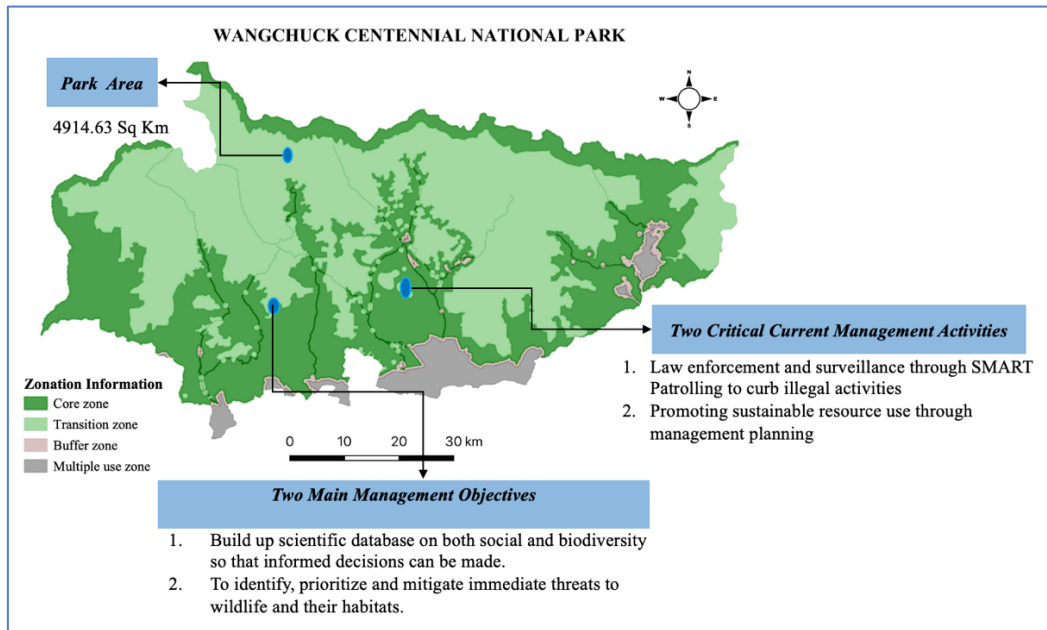 WANGCHUCK CENTENNIAL NATIONAL PARK
Park Area
4914.63 Sq Km
N
W
E
S
Two Critical Current Management Activities
1. Law enforcement and surveillance through SMART
Patrolling to curb illegal activities
2. Promoting sustainable resource use through
management planning
Zonation Information
Core zone
Transition zone
Buffer zone
Multiple use zone
0 10 20 30 km
Two Main Management Objectives
1. Build up scientific database on both social and biodiversity
so that informed decisions can be made.
2. To identify, prioritize and mitigate immediate threats to
wildlife and their habitats.